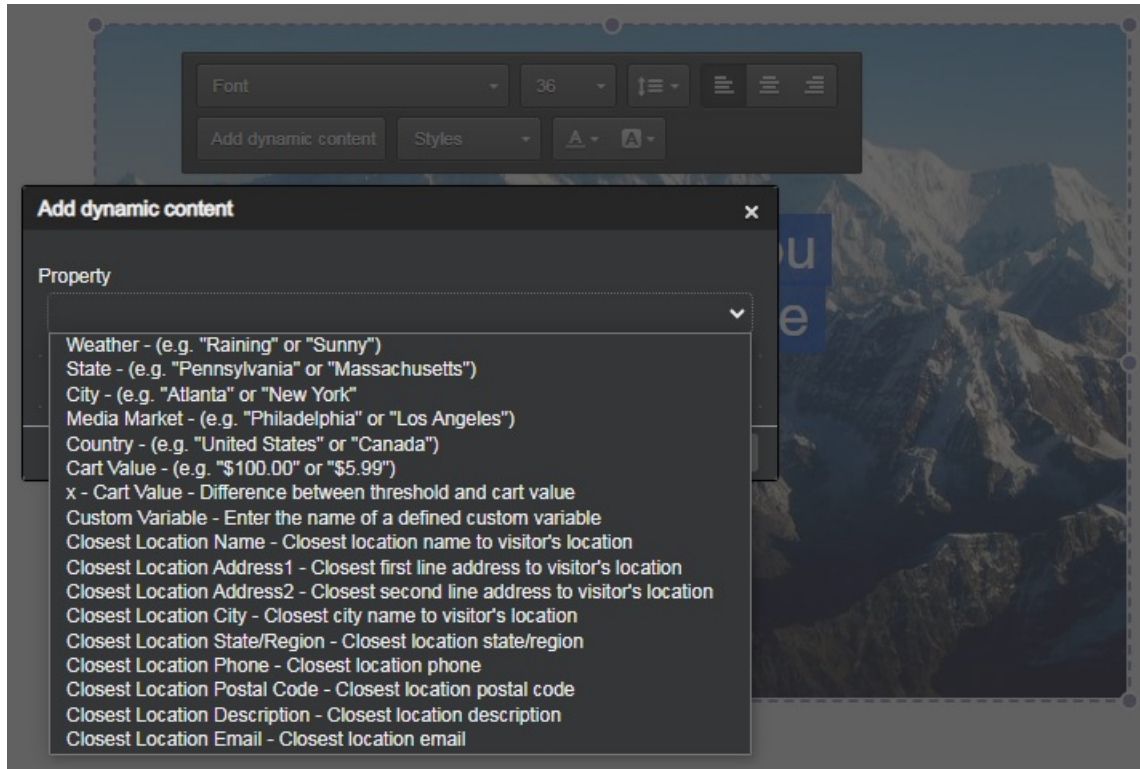 Font
36
Add dynamic content
Styles
A
A
Add dynamic content
×
ou
Property
e
Weather - (e.g. "Raining" or "Sunny")
State - (e.g. "Pennsylvania" or "Massachusetts")
City - (e.g. "Atlanta" or "New York"
Media Market - (e.g. "Philadelphia" or "Los Angeles")
Country - (e.g. "United States" or "Canada")
Cart Value - (e.g. "$100.00" or "$5.99")
x - Cart Value - Difference between threshold and cart value
Custom Variable - Enter the name of a defined custom variable
Closest Location Name - Closest location name to visitor's location
Closest Location Address1 - Closest first line address to visitor's location
Closest Location Address2 - Closest second line address to visitor's location
Closest Location City - Closest city name to visitor's location
Closest Location State/Region - Closest location state/region
Closest Location Phone - Closest location phone
Closest Location Postal Code - Closest location postal code
Closest Location Description - Closest location description
Closest Location Email - Closest location email